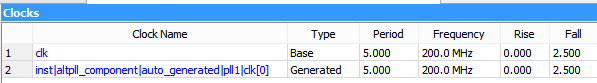 Clocks
Clock Name Type Period Frequency Rise Fall
1 clk Base 5.000 200.0 MHz 0.000 2.500
2 inst|altpll_component|auto_generated|pll1|clk[0] Generated 5.000 200.0 MHz 0.000 2.500